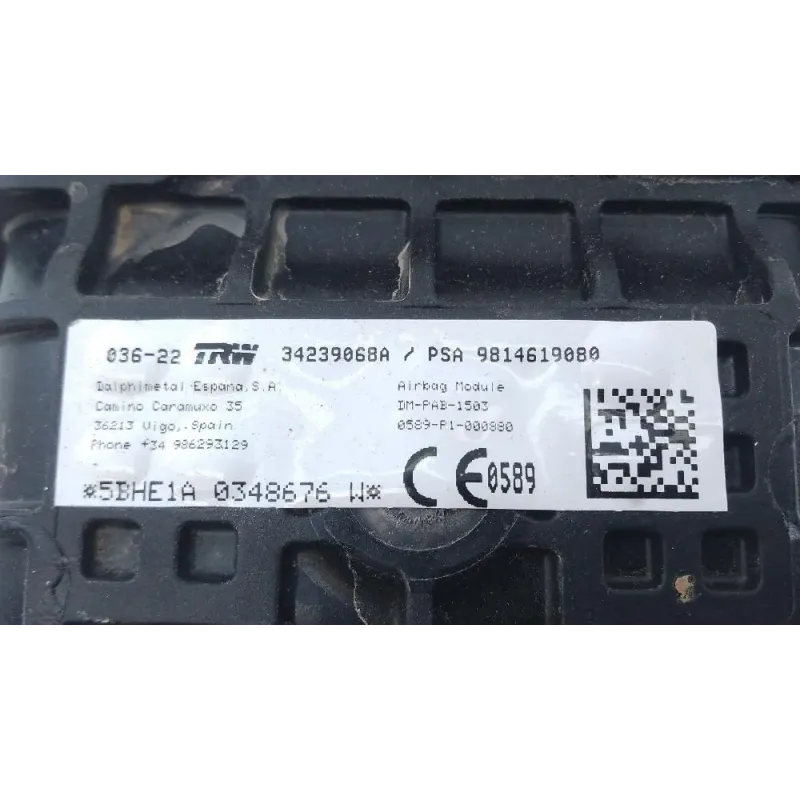 036-22 TRW 34239068A / PSA 9814619080
Dalphimetal Espana,S.A. Airbag Module
Camino Caramuxo 35 DM-PAB-1503
36213 Vigo, Spain 0589-P1-000880
Phone +34 986293129
*5BHE1A 0348676 W* CE 0589